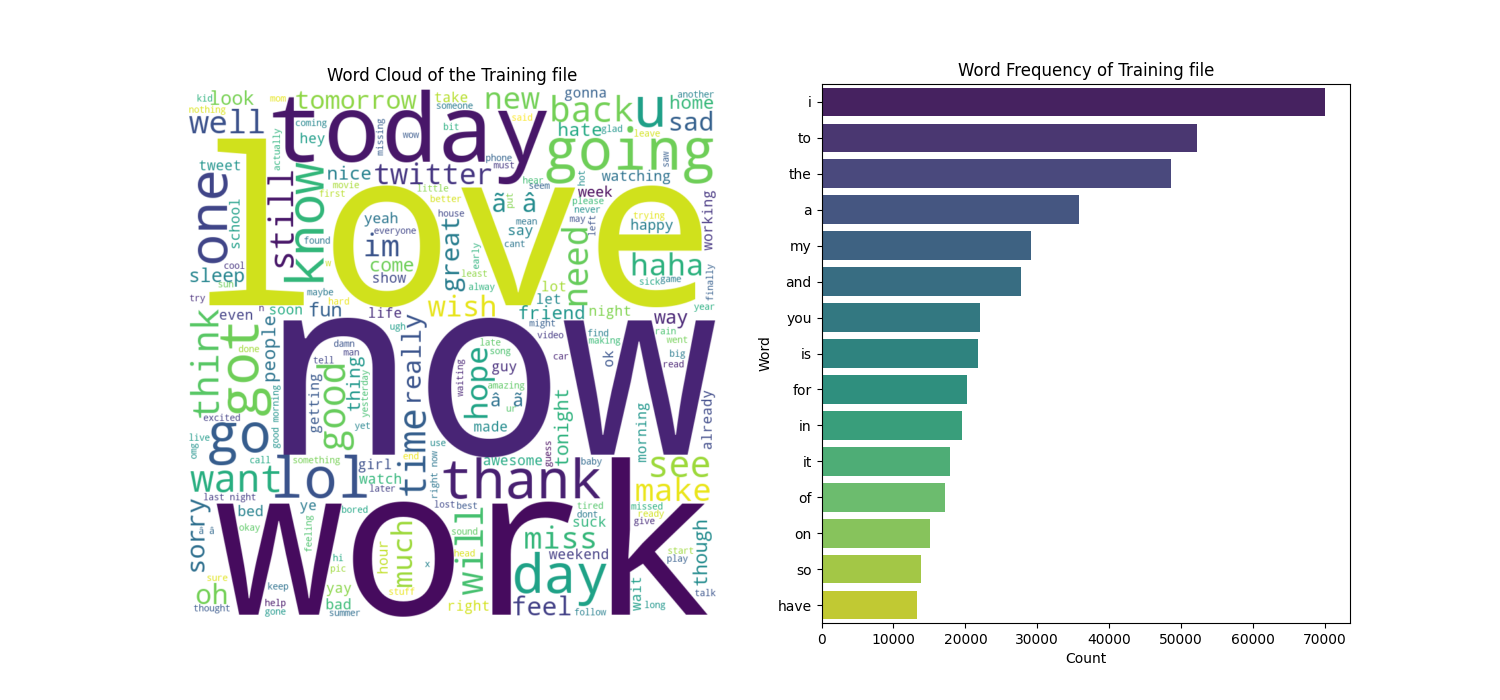 Word Cloud of the Training file
kid look tomorrow take new gonna another
nothing mom someone back u home
well today said
coming hey missing wow bit hate glad leave sad
actually going
tweet nice twitter phone must saw
one still know movie first little better hear seem hot watching
school love week please never may left trying working
yeah house ã â put happy
im everyone great mean say need
found come early cant haha
cool w show least sick game finally
sleep sun alway lot
try maybe hard wish let year
even n soon fun life friend night way
think got people ugh now might rain went
done damn late song video find making
man tell really hope guy car ok big read
good thing waiting amazing
getting yesterday â ã ur
excited good morning yet made tonight morning already
go time use
live omg call something girl end awesome guess baby see
want lol watch right now thank make
last night later lost best tired missed
sorry bed ye bored work dont ready
â â okay feeling suck give
much will sound miss though
hour hi head weekend start
pic x day play
sure keep yay stuff wait talk
oh help bad right feel long
thought gone summer follow
Word Frequency of Training file
Word
i
to
the
a
my
and
you
is
for
in
it
of
on
so
have
0 10000 20000 30000 40000 50000 60000 70000
Count